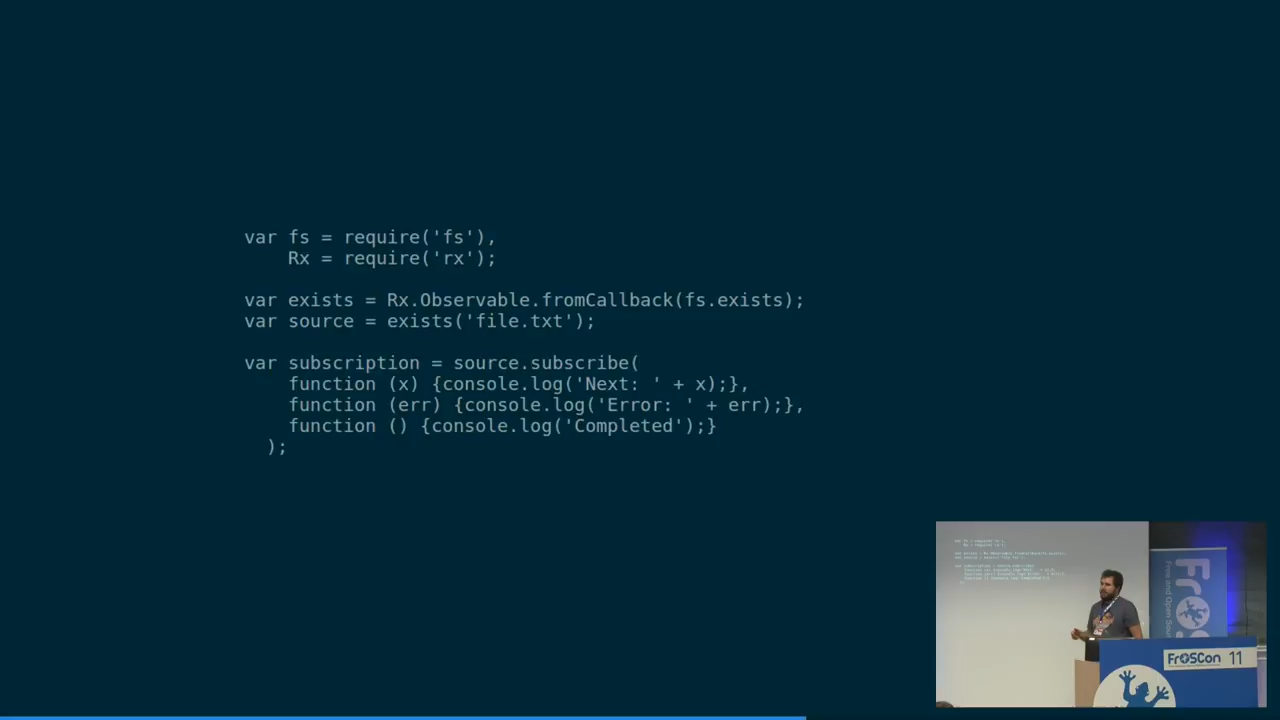 var fs = require('fs'),
    Rx = require('rx');

var exists = Rx.Observable.fromCallback(fs.exists);
var source = exists('file.txt');

var subscription = source.subscribe(
    function (x) {console.log('Next: ' + x);},
    function (err) {console.log('Error: ' + err);},
    function () {console.log('Completed');}
  );
FrOSCon 11